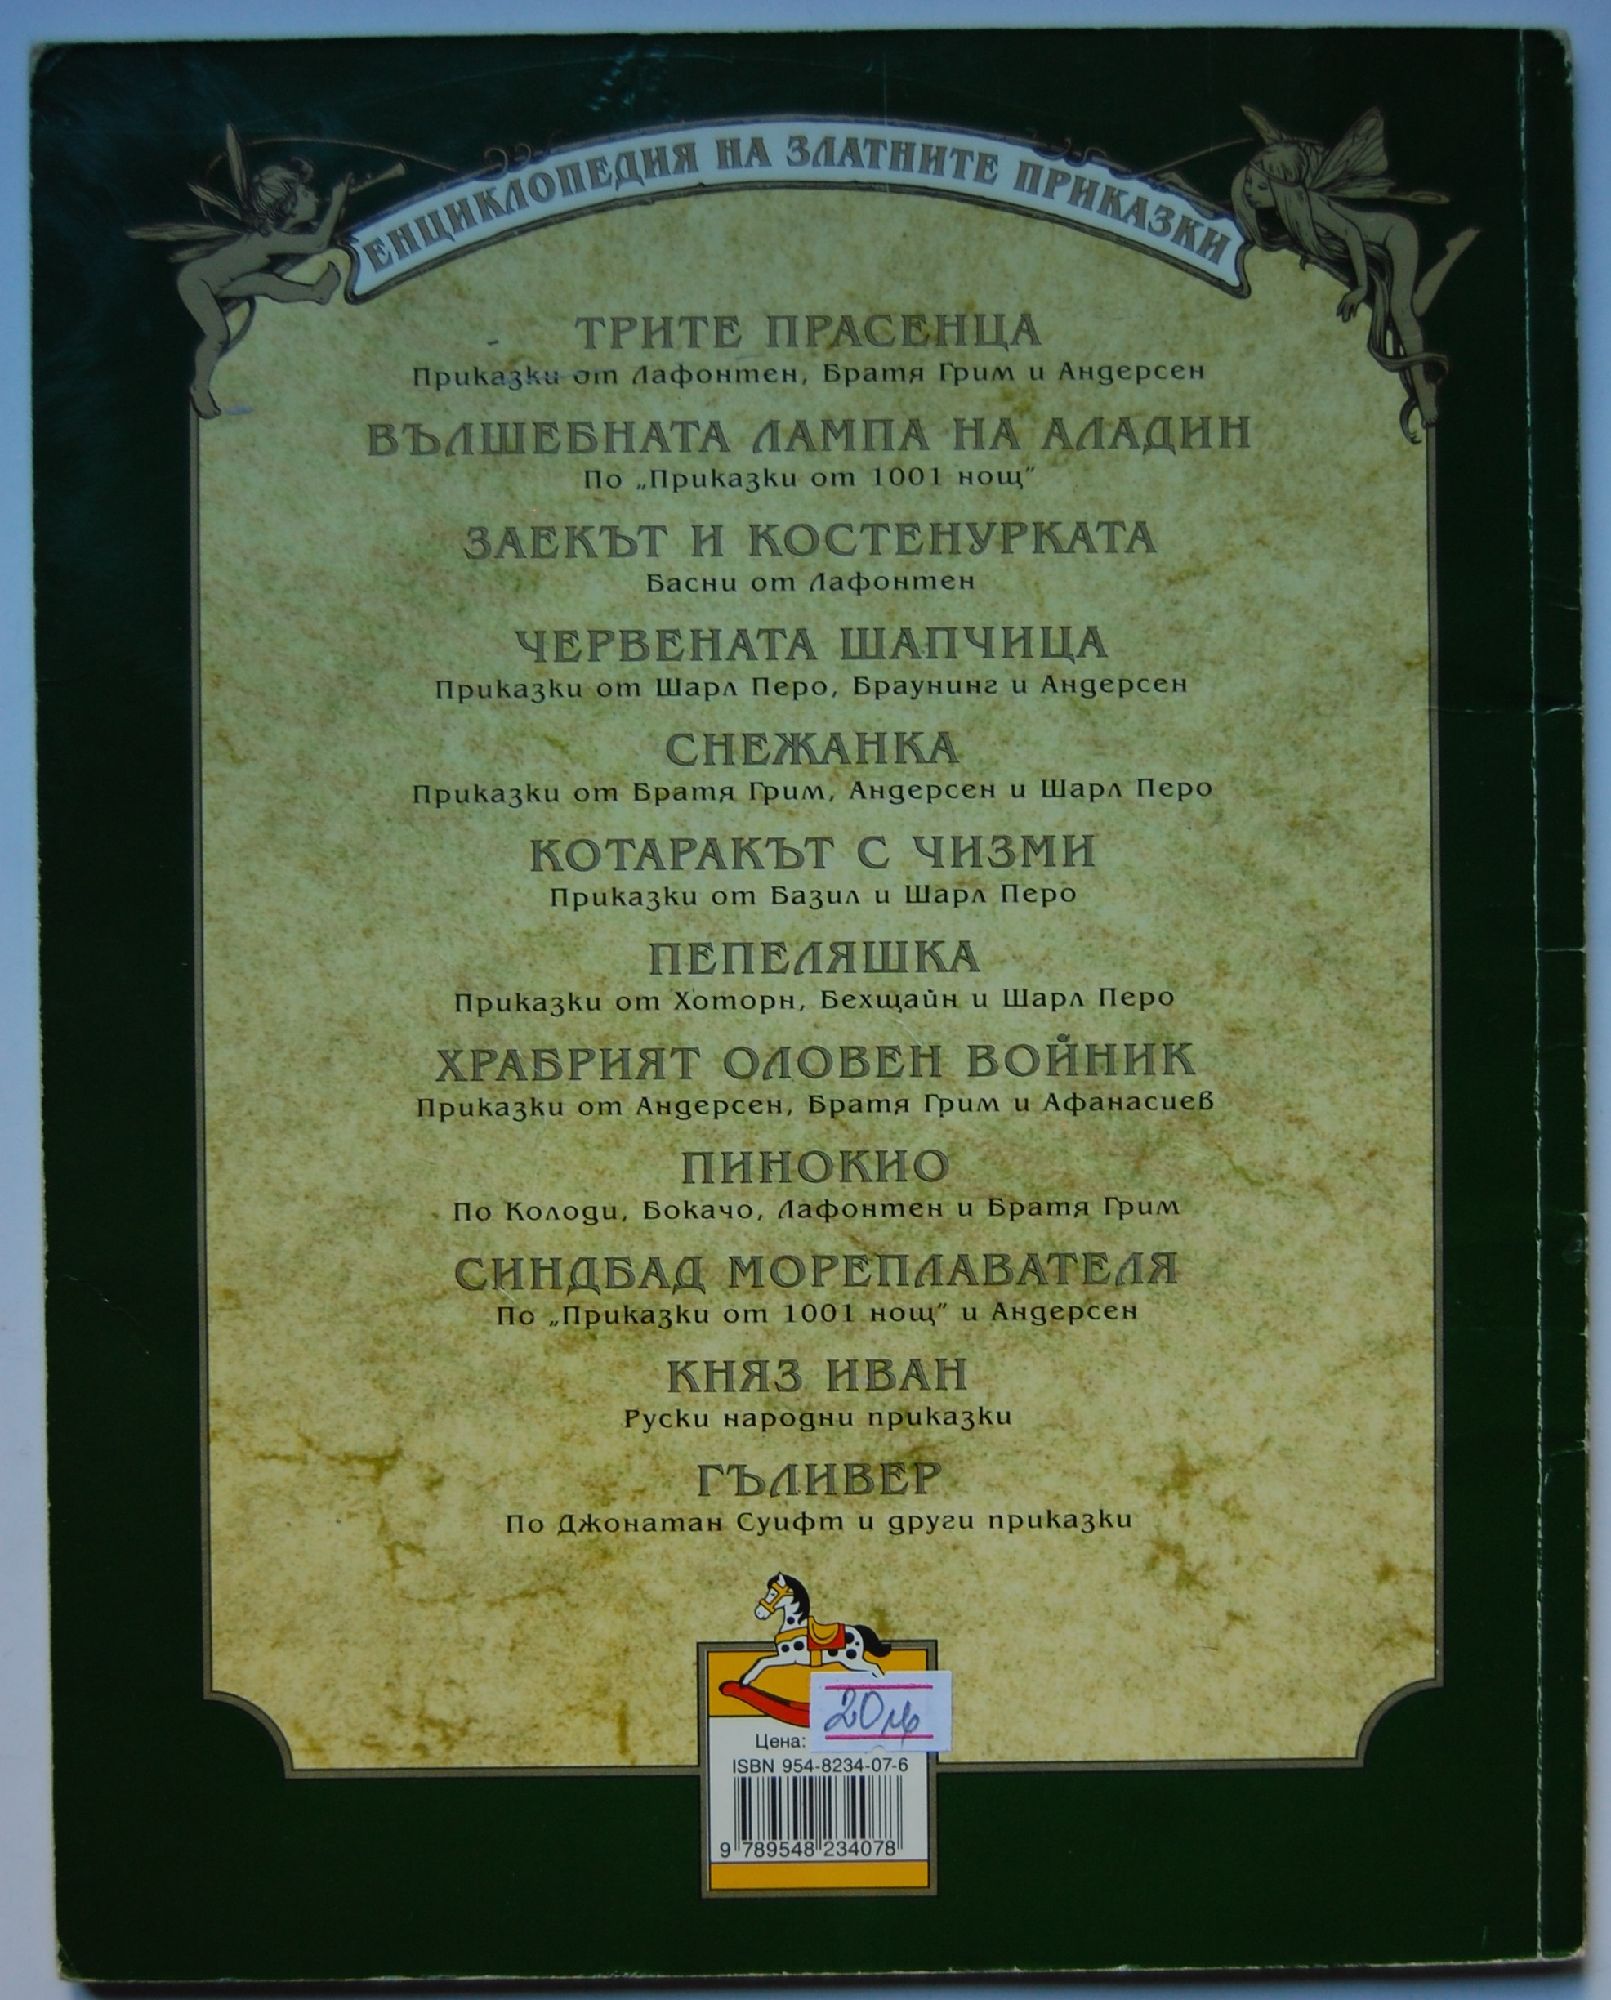 ЕНЦИКЛОПЕДИЯ НА ЗЛАТНИТЕ ПРИКАЗКИ
ТРИТЕ ПРАСЕНЦА
Приказки от Лафонтен, Братя Грим и Андерсен
ВЪЛШЕБНАТА ЛАМПА НА АЛАДИН
По „Приказки от 1001 нощ”
ЗАЕКЪТ И КОСТЕНУРКАТА
Басни от Лафонтен
ЧЕРВЕНАТА ШАПЧИЦА
Приказки от Шарл Перо, Браунинг и Андерсен
СНЕЖАНКА
Приказки от Братя Грим, Андерсен и Шарл Перо
КОТАРАКЪТ С ЧИЗМИ
Приказки от Базил и Шарл Перо
ПЕПЕЛЯШКА
Приказки от Хоторн, Бехщайн и Шарл Перо
ХРАБРИЯТ ОЛОВЕН ВОЙНИК
Приказки от Андерсен, Братя Грим и Афанасиев
ПИНОКИО
По Колоди, Бокачо, Лафонтен и Братя Грим
СИНДБАД МОРЕПЛАВАТЕЛЯ
По „Приказки от 1001 нощ” и Андерсен
КНЯЗ ИВАН
Руски народни приказки
ГЪЛИВЕР
По Джонатан Суифт и други приказки
20лв
Цена:
ISBN 954-8234-07-6
9 789548 234078